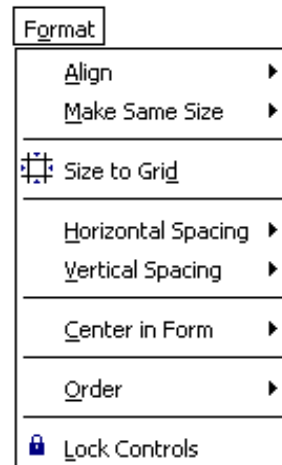 Format
Align
Make Same Size
Size to Grid
Horizontal Spacing
Vertical Spacing
Center in Form
Order
Lock Controls